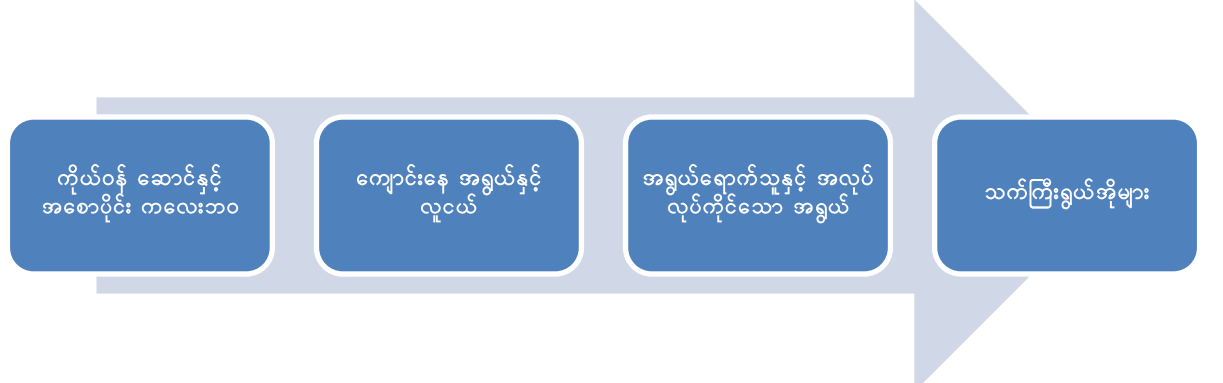 ကိုယ်ဝန် ဆောင်နှင့်
အစောပိုင်း ကလေးဘဝ
ကျောင်းနေ အရွယ်နှင့်
လူငယ်
အရွယ်ရောက်သူနှင့် အလုပ်
လုပ်ကိုင်သော အရွယ်
သက်ကြီးရွယ်အိုများ